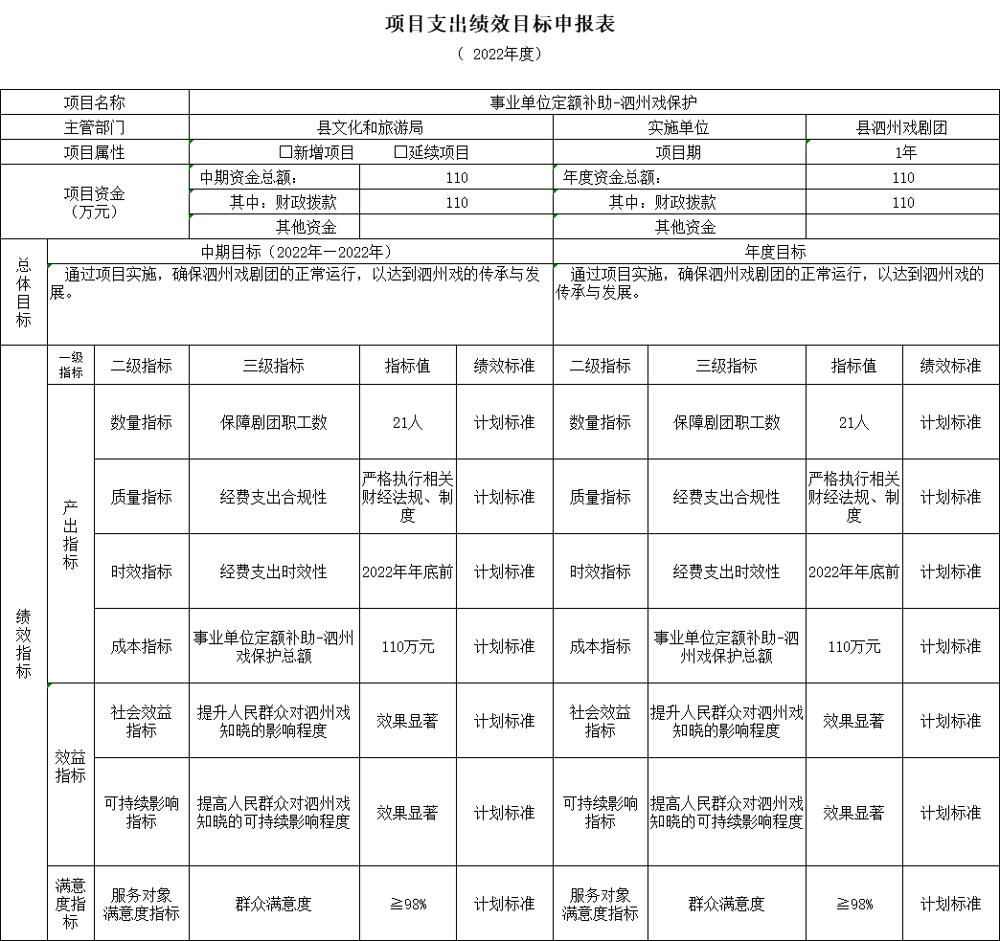 项目支出绩效目标申报表
（ 2022年度）
项目名称 事业单位定额补助-泗州戏保护
主管部门 县文化和旅游局 实施单位 县泗州戏剧团
项目属性 □新增项目 □延续项目 项目期 1年
项目资金
（万元）
中期资金总额： 110 年度资金总额： 110
其中：财政拨款 110 其中：财政拨款 110
其他资金 其他资金
总体目标
中期目标（2022年—2022年） 年度目标
通过项目实施，确保泗州戏剧团的正常运行，以达到泗州戏的传承与发
展。
通过项目实施，确保泗州戏剧团的正常运行，以达到泗州戏的
传承与发展。
绩效指标
一级
指标
二级指标 三级指标 指标值 绩效标准 二级指标 三级指标 指标值 绩效标准
产出指标
数量指标 保障剧团职工数 21人 计划标准 数量指标 保障剧团职工数 21人 计划标准
质量指标 经费支出合规性
严格执行相关
财经法规、制
度
计划标准 质量指标 经费支出合规性
严格执行相关
财经法规、制
度
计划标准
时效指标 经费支出时效性 2022年年底前 计划标准 时效指标 经费支出时效性 2022年年底前 计划标准
成本指标
事业单位定额补助-泗州
戏保护总额
110万元 计划标准 成本指标
事业单位定额补助-泗
州戏保护总额
110万元 计划标准
效益
指标
社会效益
指标
提升人民群众对泗州戏
知晓的影响程度
效果显著 计划标准
社会效益
指标
提升人民群众对泗州戏
知晓的影响程度
效果显著 计划标准
可持续影响
指标
提高人民群众对泗州戏
知晓的可持续影响程度
效果显著 计划标准
可持续影响
指标
提高人民群众对泗州戏
知晓的可持续影响程度
效果显著 计划标准
满意
度指
标
服务对象
满意度指标
群众满意度 ≧98% 计划标准
服务对象
满意度指标
群众满意度 ≧98% 计划标准